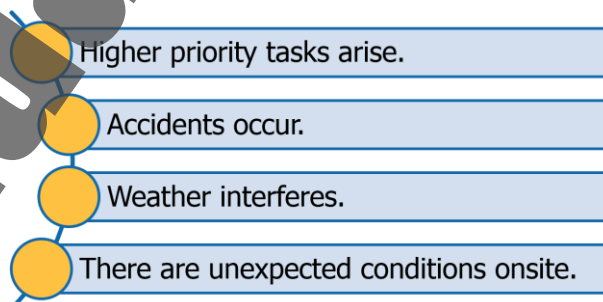 Higher priority tasks arise.
Accidents occur.
Weather interferes.
There are unexpected conditions onsite.